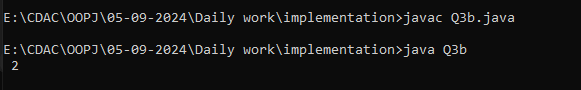 E:\CDAC\OOPJ\05-09-2024\Daily work\implementation>javac Q3b.java
E:\CDAC\OOPJ\05-09-2024\Daily work\implementation>java Q3b
2